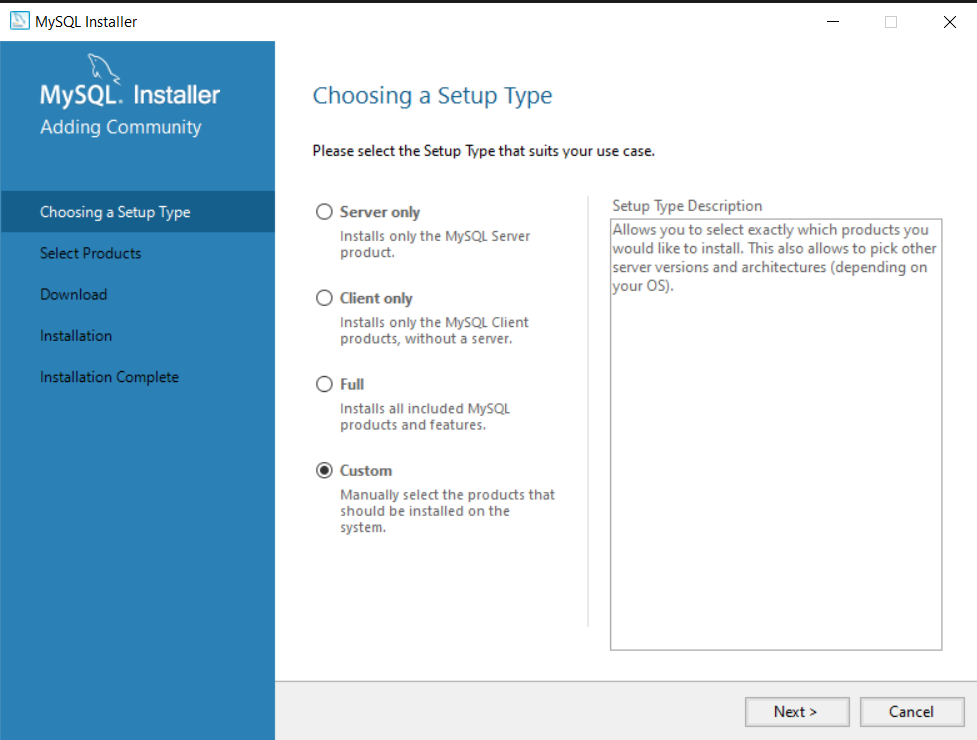 MySQL Installer
MySQL. Installer
Adding Community
Choosing a Setup Type
Select Products
Download
Installation
Installation Complete
Choosing a Setup Type
Please select the Setup Type that suits your use case.
Server only
Installs only the MySQL Server
product.
Client only
Installs only the MySQL Client
products, without a server.
Full
Installs all included MySQL
products and features.
Custom
Manually select the products that
should be installed on the
system.
Setup Type Description
Allows you to select exactly which products you
would like to install. This also allows to pick other
server versions and architectures (depending on
your OS).
Next >
Cancel